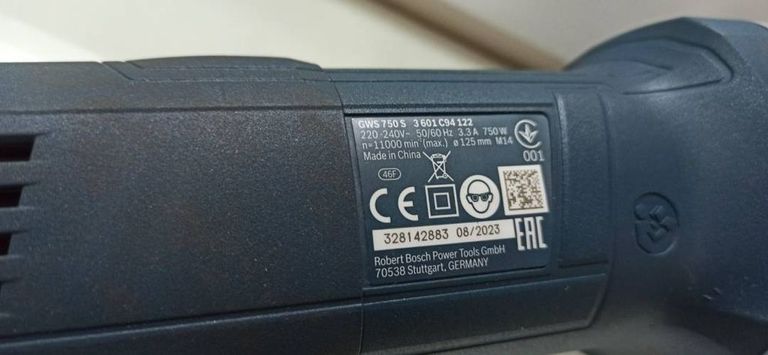 GWS 750 S 3 601 C94 122
220-240V~ 50/60 Hz 3.3 A 750 W
n=11000 min⁻¹ (max.) ø 125 mm M14
Made in China
001
46F
CE
328142883 08/2023
EAC
Robert Bosch Power Tools GmbH
70538 Stuttgart, GERMANY